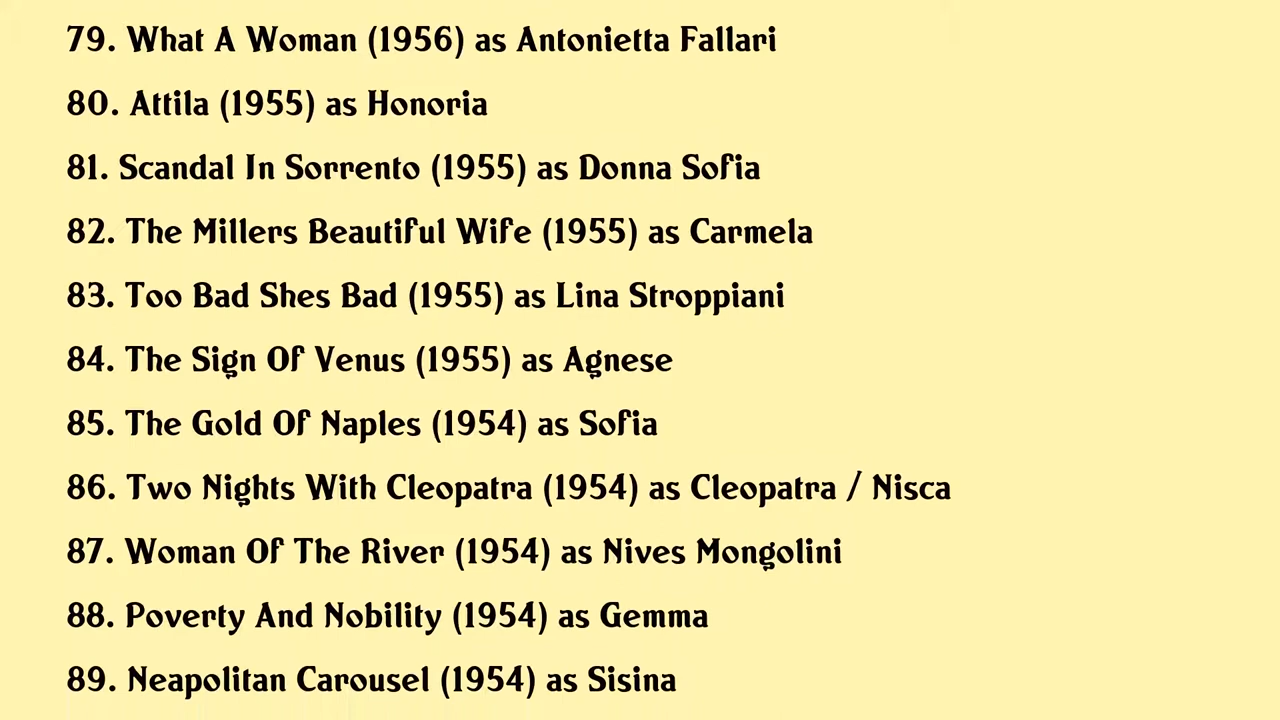 79. What A Woman (1956) as Antonietta Fallari
80. Attila (1955) as Honoria
81. Scandal In Sorrento (1955) as Donna Sofia
82. The Millers Beautiful Wife (1955) as Carmela
83. Too Bad Shes Bad (1955) as Lina Stroppiani
84. The Sign Of Venus (1955) as Agnese
85. The Gold Of Naples (1954) as Sofia
86. Two Nights With Cleopatra (1954) as Cleopatra / Nisca
87. Woman Of The River (1954) as Nives Mongolini
88. Poverty And Nobility (1954) as Gemma
89. Neapolitan Carousel (1954) as Sisina